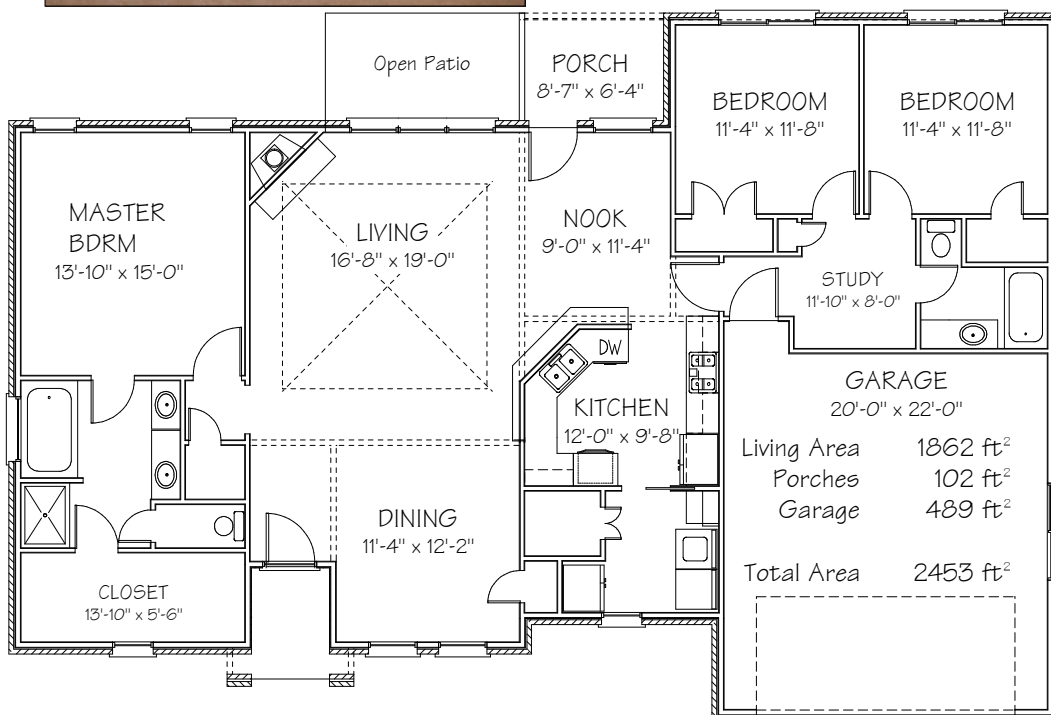 Open Patio
PORCH
8'-7" x 6'-4"
BEDROOM
11'-4" x 11'-8"
BEDROOM
11'-4" x 11'-8"
MASTER
BDRM
13'-10" x 15'-0"
LIVING
16'-8" x 19'-0"
NOOK
9'-0" x 11'-4"
STUDY
11'-10" x 8'-0"
DW
KITCHEN
12'-0" x 9'-8"
GARAGE
20'-0" x 22'-0"
Living Area 1862 ft²
Porches 102 ft²
Garage 489 ft²
Total Area 2453 ft²
DINING
11'-4" x 12'-2"
CLOSET
13'-10" x 5'-6"